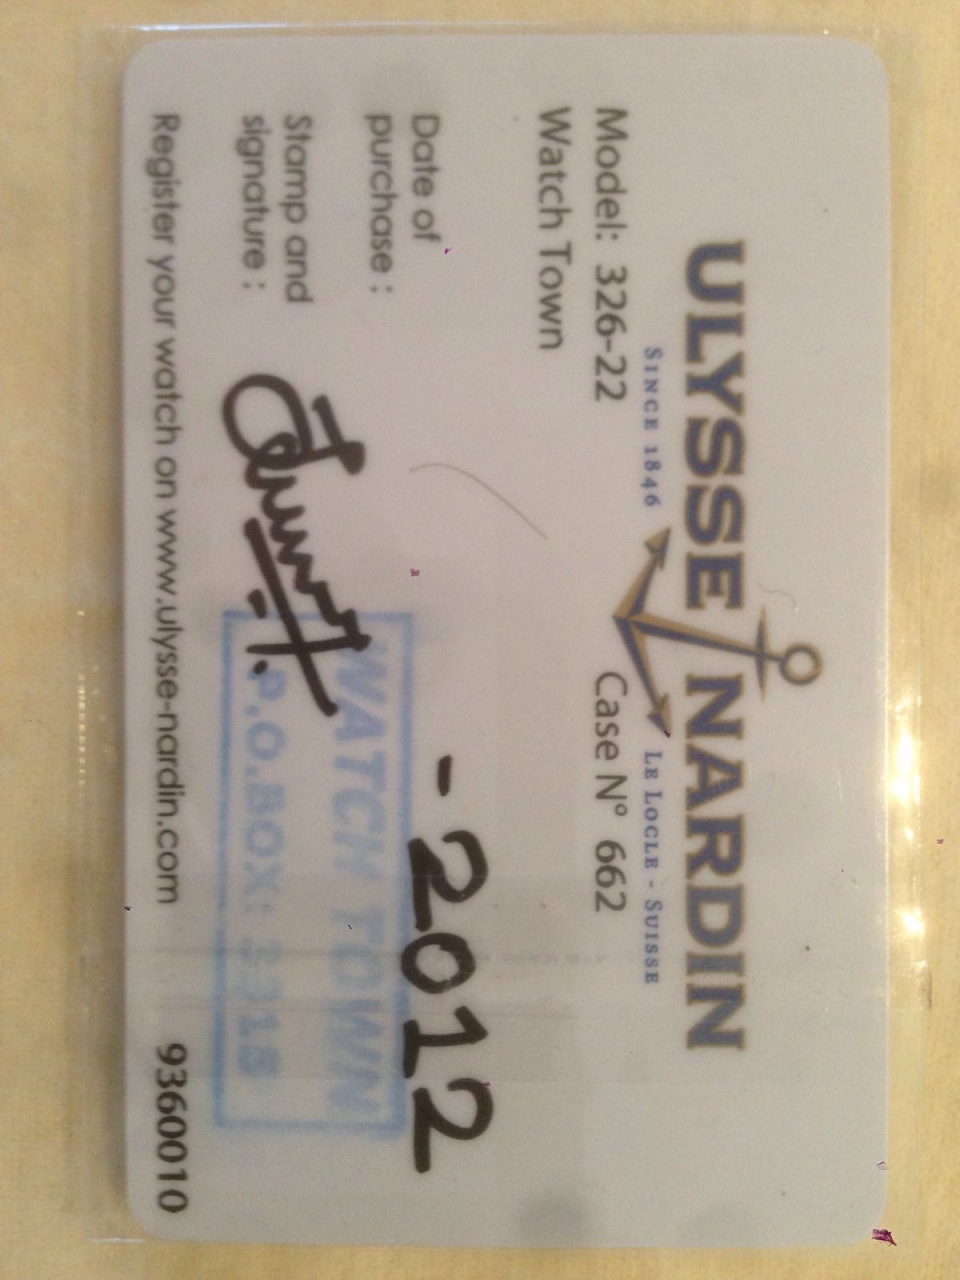 ULYSSE NARDIN
SINCE 1846 LE LOCLE - SUISSE
Model: 326-22 Case N° 662
Watch Town
Date of
purchase : - 2012
Stamp and
signature :
WATCH TOWN
P.O.BOX:
Register your watch on www.ulysse-nardin.com 9360010